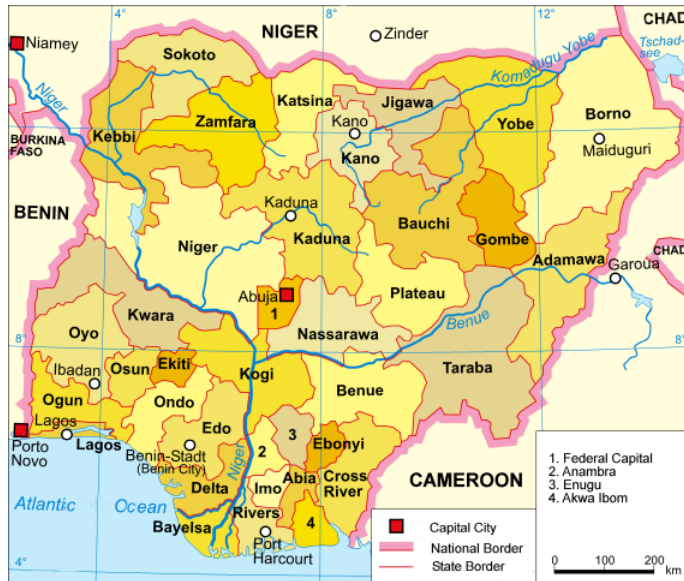 4°
8°
12°
NIGER
Zinder
CHAD
Niamey
Sokoto
Komadugu Yobe
Tschad-
see
Niger
Katsina
Jigawa
Kebbi
Zamfara
Kano
Yobe
Borno
12°
BURKINA
FASO
Kano
Maiduguri
BENIN
Kaduna
Bauchi
Niger
Kaduna
Gombe
CHAD
Adamawa
Garoua
Abuja
1
Plateau
Kwara
Nassarawa
Benue
Oyo
8°
8°
Taraba
Ibadan
Osun
Ekiti
Kogi
Benue
Ogun
Ondo
Lagos
Edo
2
3
Ebonyi
Porto
Novo
Lagos
Benin-Stadt
(Benin City)
Niger
Abia
Cross
River
CAMEROON
Atlantic Ocean
Delta
Imo
Bayelsa
Rivers
4
Port
Harcourt
4°
1. Federal Capital
2. Anambra
3. Enugu
4. Akwa Ibom
Capital City
National Border
State Border
0 100 200
km